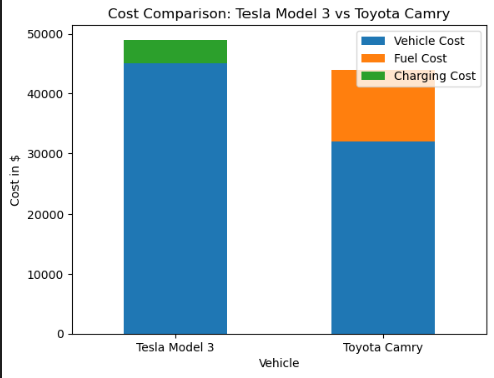 Cost Comparison: Tesla Model 3 vs Toyota Camry
50000
40000
30000
20000
10000
0
Cost in $
Vehicle Cost
Fuel Cost
Charging Cost
Tesla Model 3
Toyota Camry
Vehicle